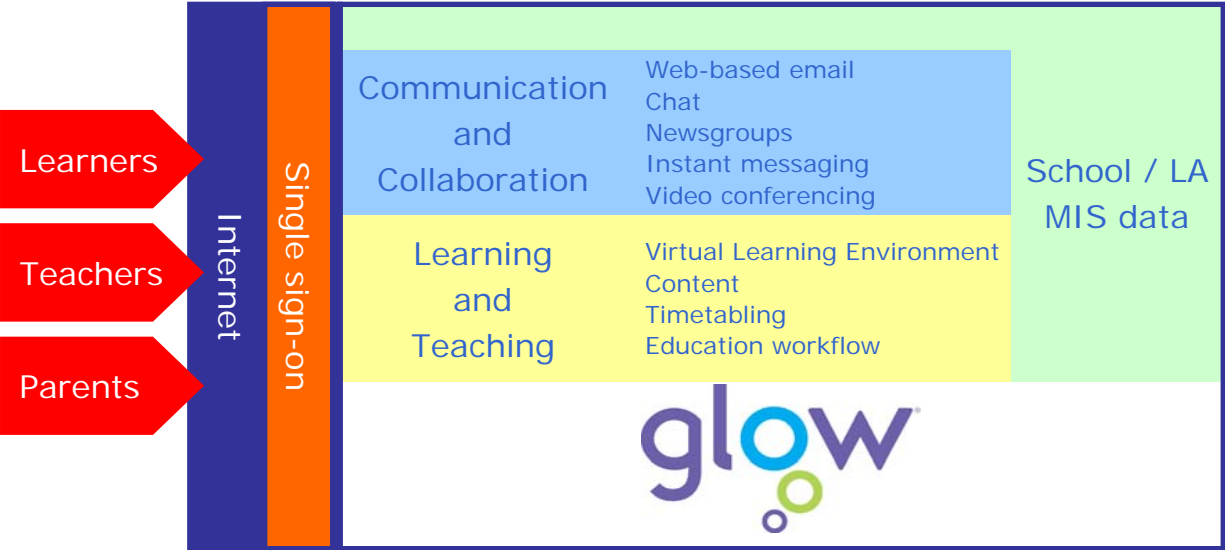 Learners
Teachers
Parents
Internet
Single sign-on
Communication
and
Collaboration
Web-based email
Chat
Newsgroups
Instant messaging
Video conferencing
Learning
and
Teaching
Virtual Learning Environment
Content
Timetabling
Education workflow
School / LA
MIS data
glow